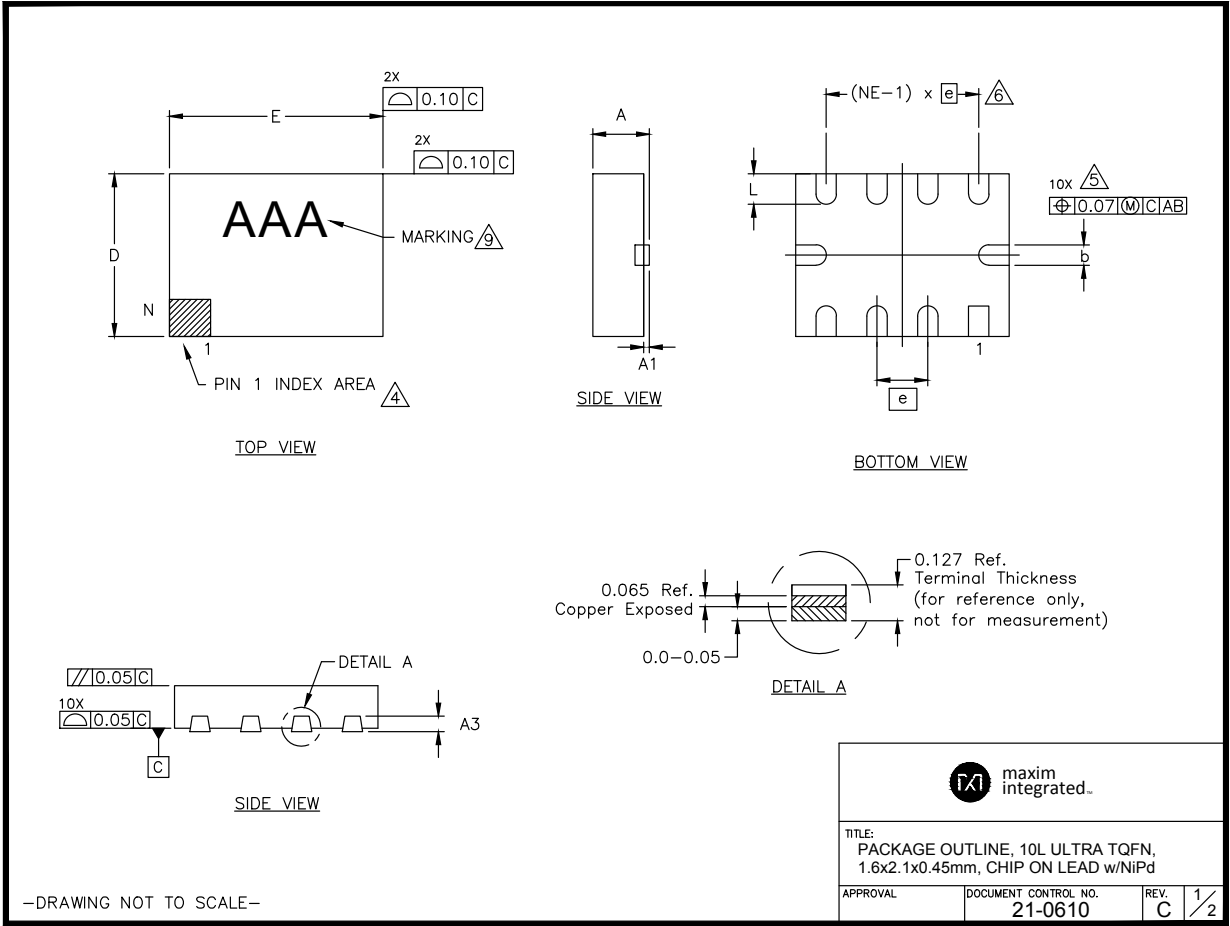 2X
⌓ 0.10 C
2X
⌓ 0.10 C
E
D
AAA
MARKING 9
N
1
PIN 1 INDEX AREA 4
TOP VIEW
A
A1
SIDE VIEW
(NE-1) x e 6
L
10X 5
⌖ 0.07 Ⓜ C AB
b
1
e
BOTTOM VIEW
// 0.05 C
10X
⌓ 0.05 C
C
DETAIL A
A3
SIDE VIEW
0.065 Ref.
Copper Exposed
0.0-0.05
0.127 Ref.
Terminal Thickness
(for reference only,
not for measurement)
DETAIL A
maxim
integrated™
TITLE:
PACKAGE OUTLINE, 10L ULTRA TQFN,
1.6x2.1x0.45mm, CHIP ON LEAD w/NiPd
APPROVAL
DOCUMENT CONTROL NO.
21-0610
REV.
C
1/2
-DRAWING NOT TO SCALE-